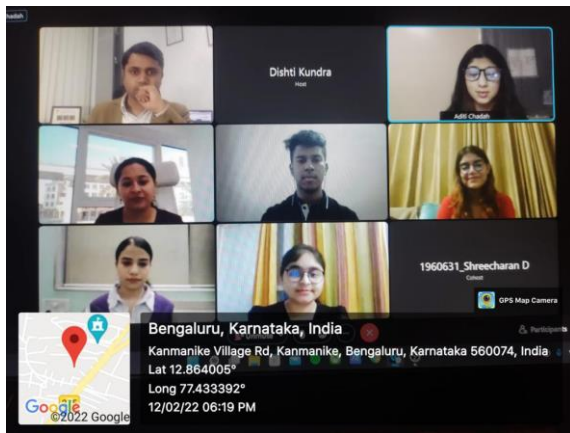 Chadah
Dishti Kundra
Host
Aditi Chadah
1960631_Shreecharan D
Cohost
GPS Map Camera
Participants
Bengaluru, Karnataka, India
Kanmanike Village Rd, Kanmanike, Bengaluru, Karnataka 560074, India
Lat 12.864005°
Long 77.433392°
12/02/22 06:19 PM
Google
©2022 Google